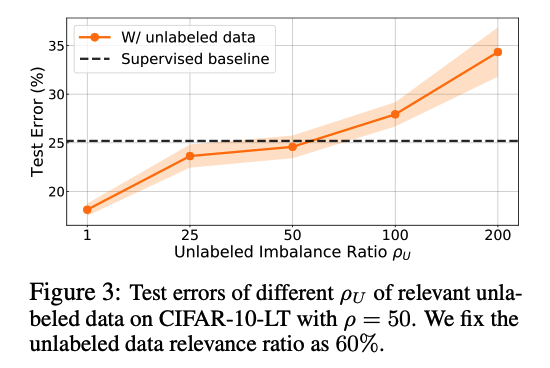 W/ unlabeled data
Supervised baseline
Test Error (%)
35
30
25
20
1 25 50 100 200
Unlabeled Imbalance Ratio ρU
Figure 3: Test errors of different ρU of relevant unla-
beled data on CIFAR-10-LT with ρ = 50. We fix the
unlabeled data relevance ratio as 60%.